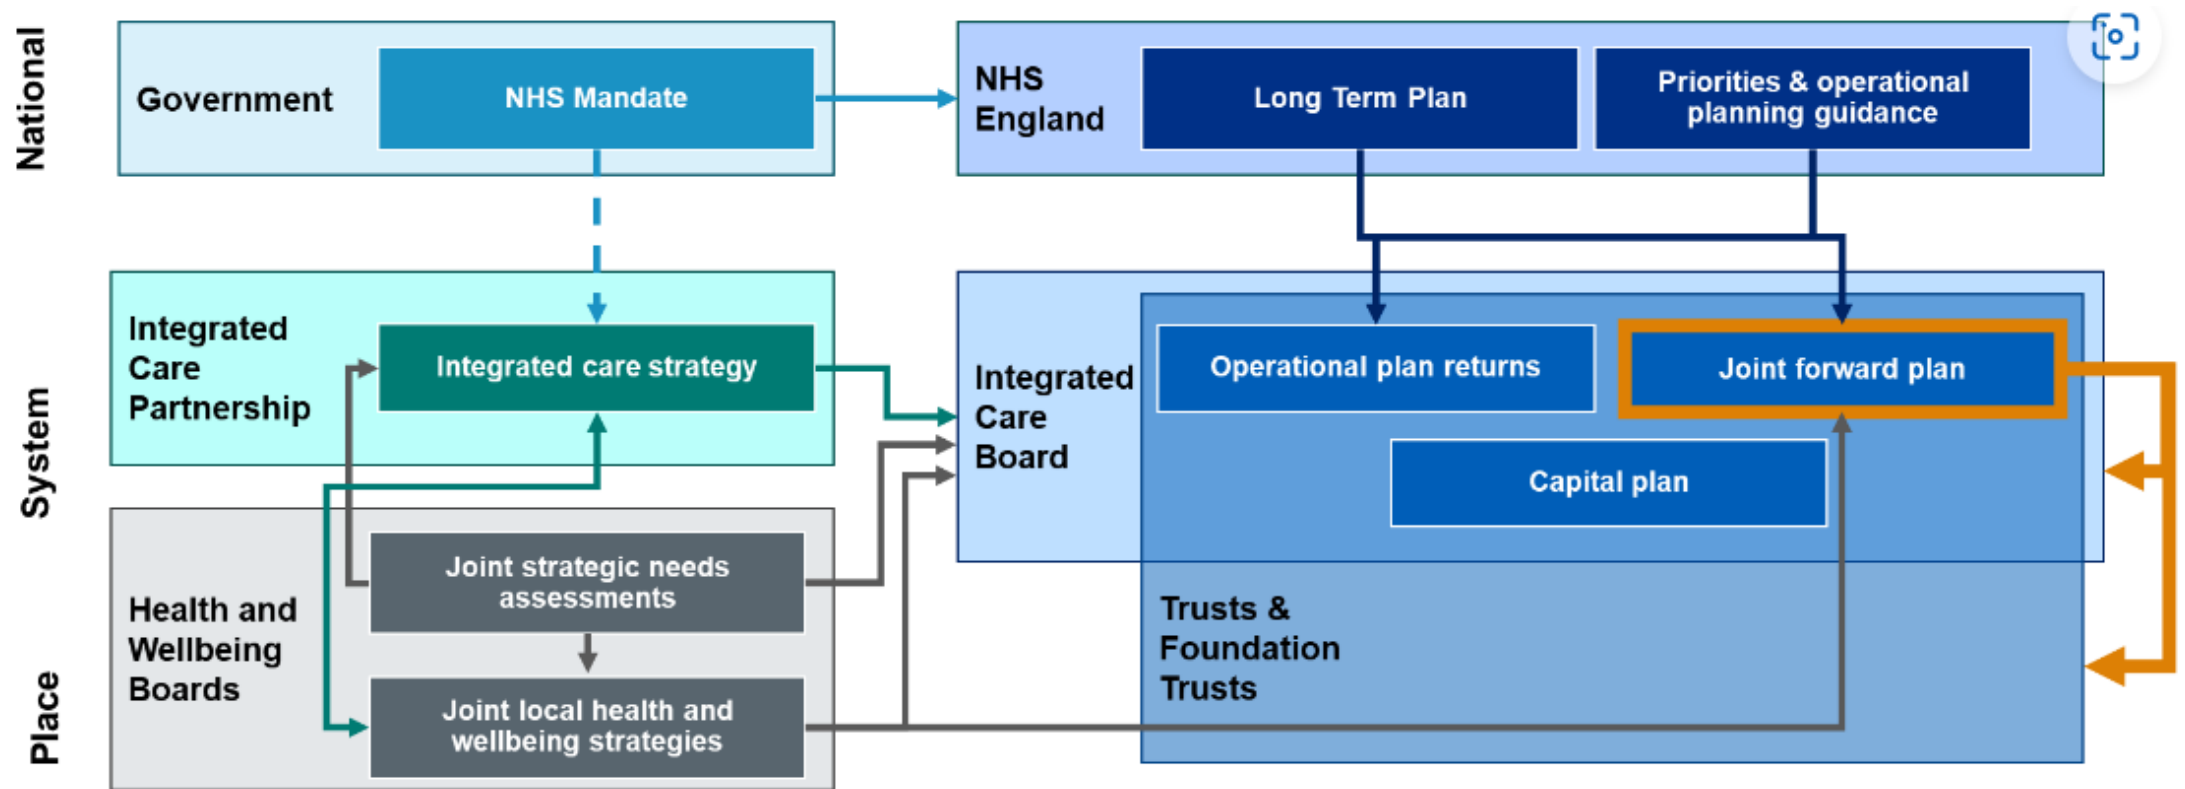 National
Government
NHS Mandate
NHS
England
Long Term Plan
Priorities & operational
planning guidance
System
Integrated
Care
Partnership
Integrated care strategy
Integrated
Care
Board
Operational plan returns
Joint forward plan
Capital plan
Place
Health and
Wellbeing
Boards
Joint strategic needs
assessments
Joint local health and
wellbeing strategies
Trusts &
Foundation
Trusts